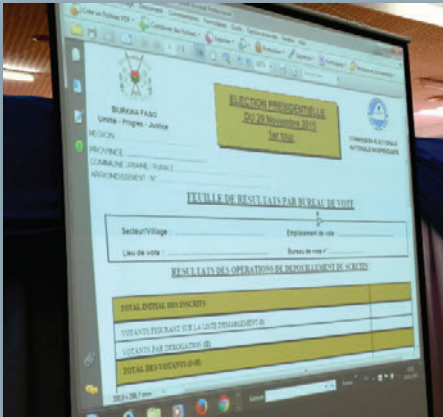 BURKINA FASO
Unité - Progrès - Justice
ELECTION PRESIDENTIELLE
DU 29 Novembre 2015
1er tour
COMMISSION ELECTORALE
NATIONALE INDEPENDANTE
REGION
PROVINCE
COMMUNE URBAINE / RURALE
ARRONDISSEMENT N°
FEUILLE DE RESULTATS PAR BUREAU DE VOTE
Secteur/Village :
Emplacement de vote :
Lieu de vote :
Bureau de vote n° :
RESULTATS DES OPERATIONS DE DEPOUILLEMENT DU SCRUTIN
TOTAL INITIAL DES INSCRITS
VOTANTS FIGURANT SUR LA LISTE D'EMARGEMENT (I)
VOTANTS PAR DEROGATION (II)
TOTAL DES VOTANTS (I+II)